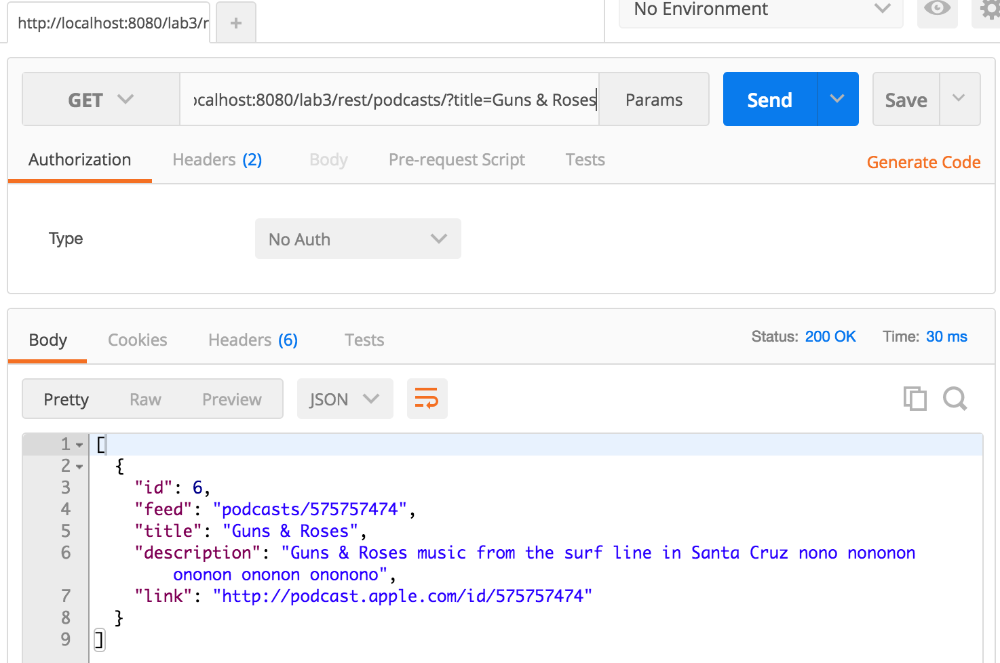 http://localhost:8080/lab3/r
+
No Environment
GET
ocalhost:8080/lab3/rest/podcasts/?title=Guns & Roses
Params
Send
Save
Authorization
Headers (2)
Body
Pre-request Script
Tests
Generate Code
Type
No Auth
Body
Cookies
Headers (6)
Tests
Status: 200 OK
Time: 30 ms
Pretty
Raw
Preview
JSON
1 [
2 {
3 "id": 6,
4 "feed": "podcasts/575757474",
5 "title": "Guns & Roses",
6 "description": "Guns & Roses music from the surf line in Santa Cruz nono nononon
ononon ononon ononono",
7 "link": "http://podcast.apple.com/id/575757474"
8 }
9 ]